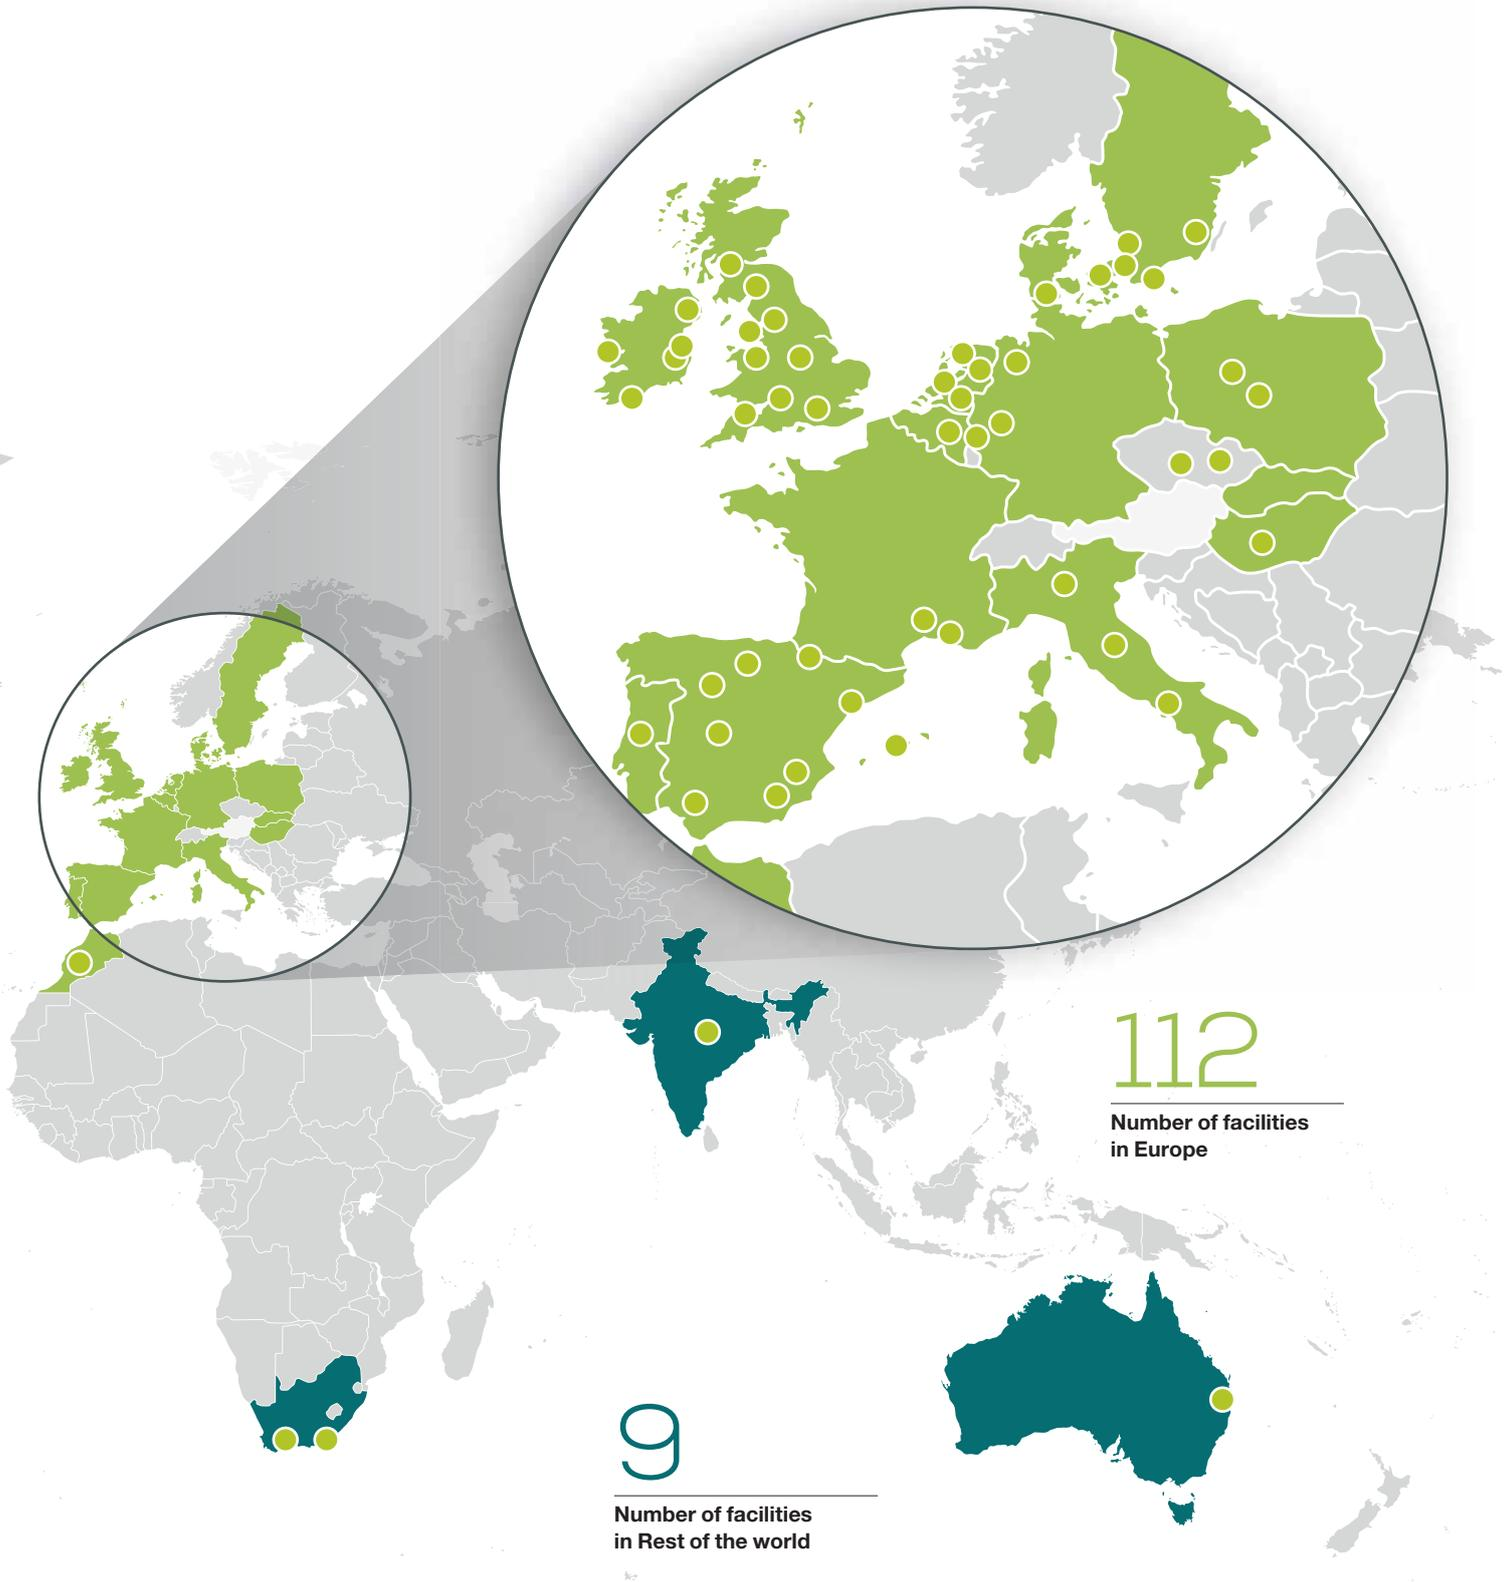 112
Number of facilities
in Europe
9
Number of facilities
in Rest of the world